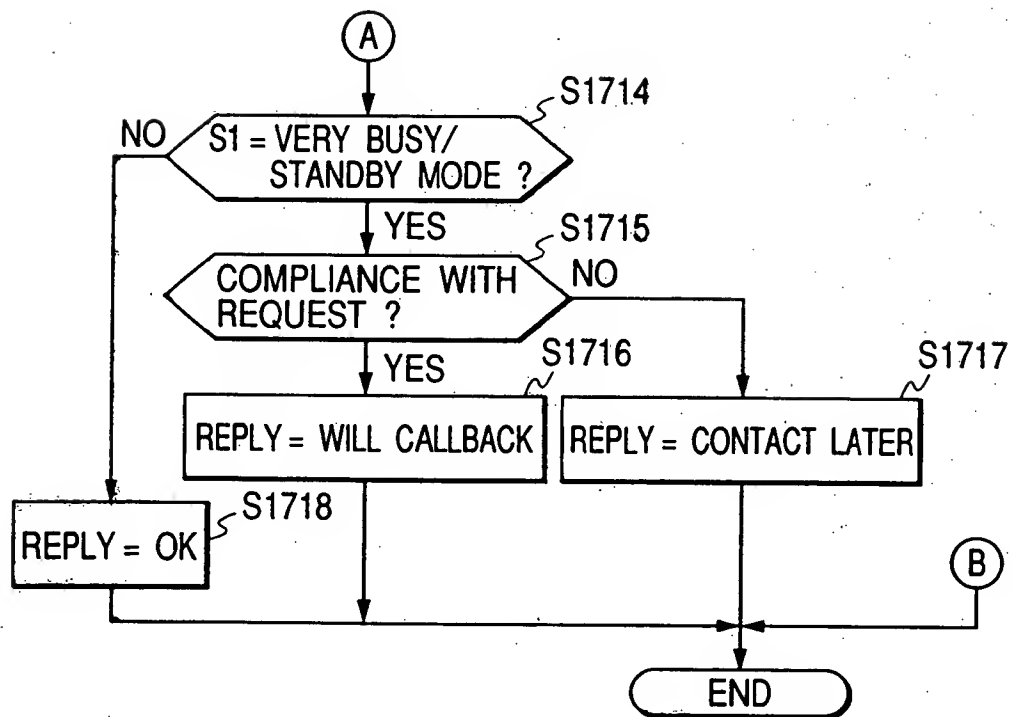 A
S1714
NO
S1 = VERY BUSY/
STANDBY MODE ?
YES
S1715
COMPLIANCE WITH
REQUEST ?
NO
YES
S1716
S1717
REPLY = WILL CALLBACK
REPLY = CONTACT LATER
S1718
REPLY = OK
B
END